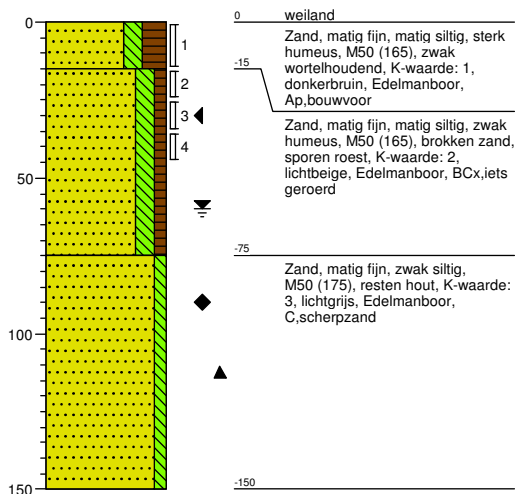 0
50
100
150
1
2
3
4
0
weiland
Zand, matig fijn, matig siltig, sterk
humeus, M50 (165), zwak
wortelhoudend, K-waarde: 1,
donkerbruin, Edelmanboor,
Ap,bouwvoor
-15
Zand, matig fijn, matig siltig, zwak
humeus, M50 (165), brokken zand,
sporen roest, K-waarde: 2,
lichtbeige, Edelmanboor, BCx,iets
geroerd
-75
Zand, matig fijn, zwak siltig,
M50 (175), resten hout, K-waarde:
3, lichtgrijs, Edelmanboor,
C,scherpzand
-150